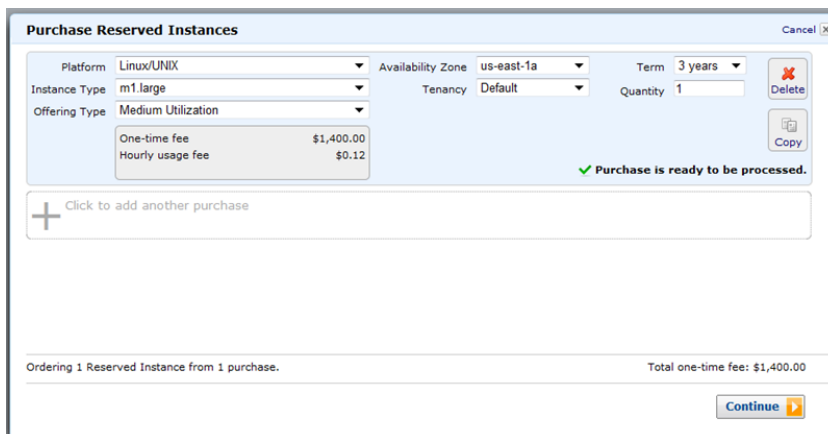 Purchase Reserved Instances
Cancel
Platform Linux/UNIX Availability Zone us-east-1a Term 3 years
Instance Type m1.large Tenancy Default Quantity 1
Delete
Offering Type Medium Utilization
One-time fee $1,400.00
Hourly usage fee $0.12
Copy
Purchase is ready to be processed.
Click to add another purchase
Ordering 1 Reserved Instance from 1 purchase. Total one-time fee: $1,400.00
Continue